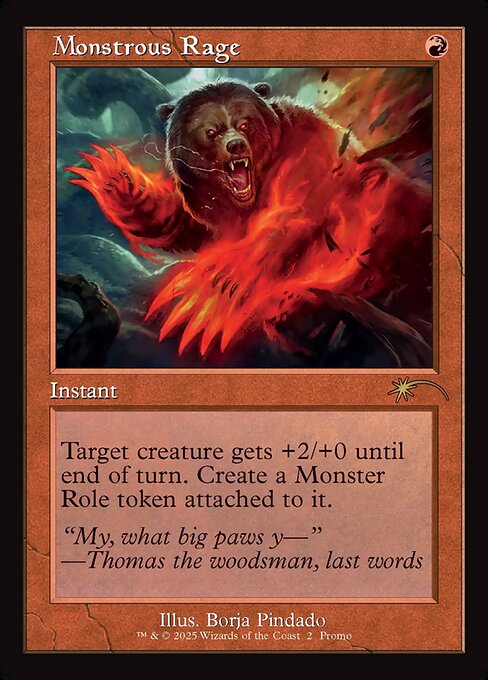 Monstrous Rage
Instant
Target creature gets +2/+0 until
end of turn. Create a Monster
Role token attached to it.
“My, what big paws y—”
—Thomas the woodsman, last words
Illus. Borja Pindado
™ & © 2025 Wizards of the Coast 2 Promo